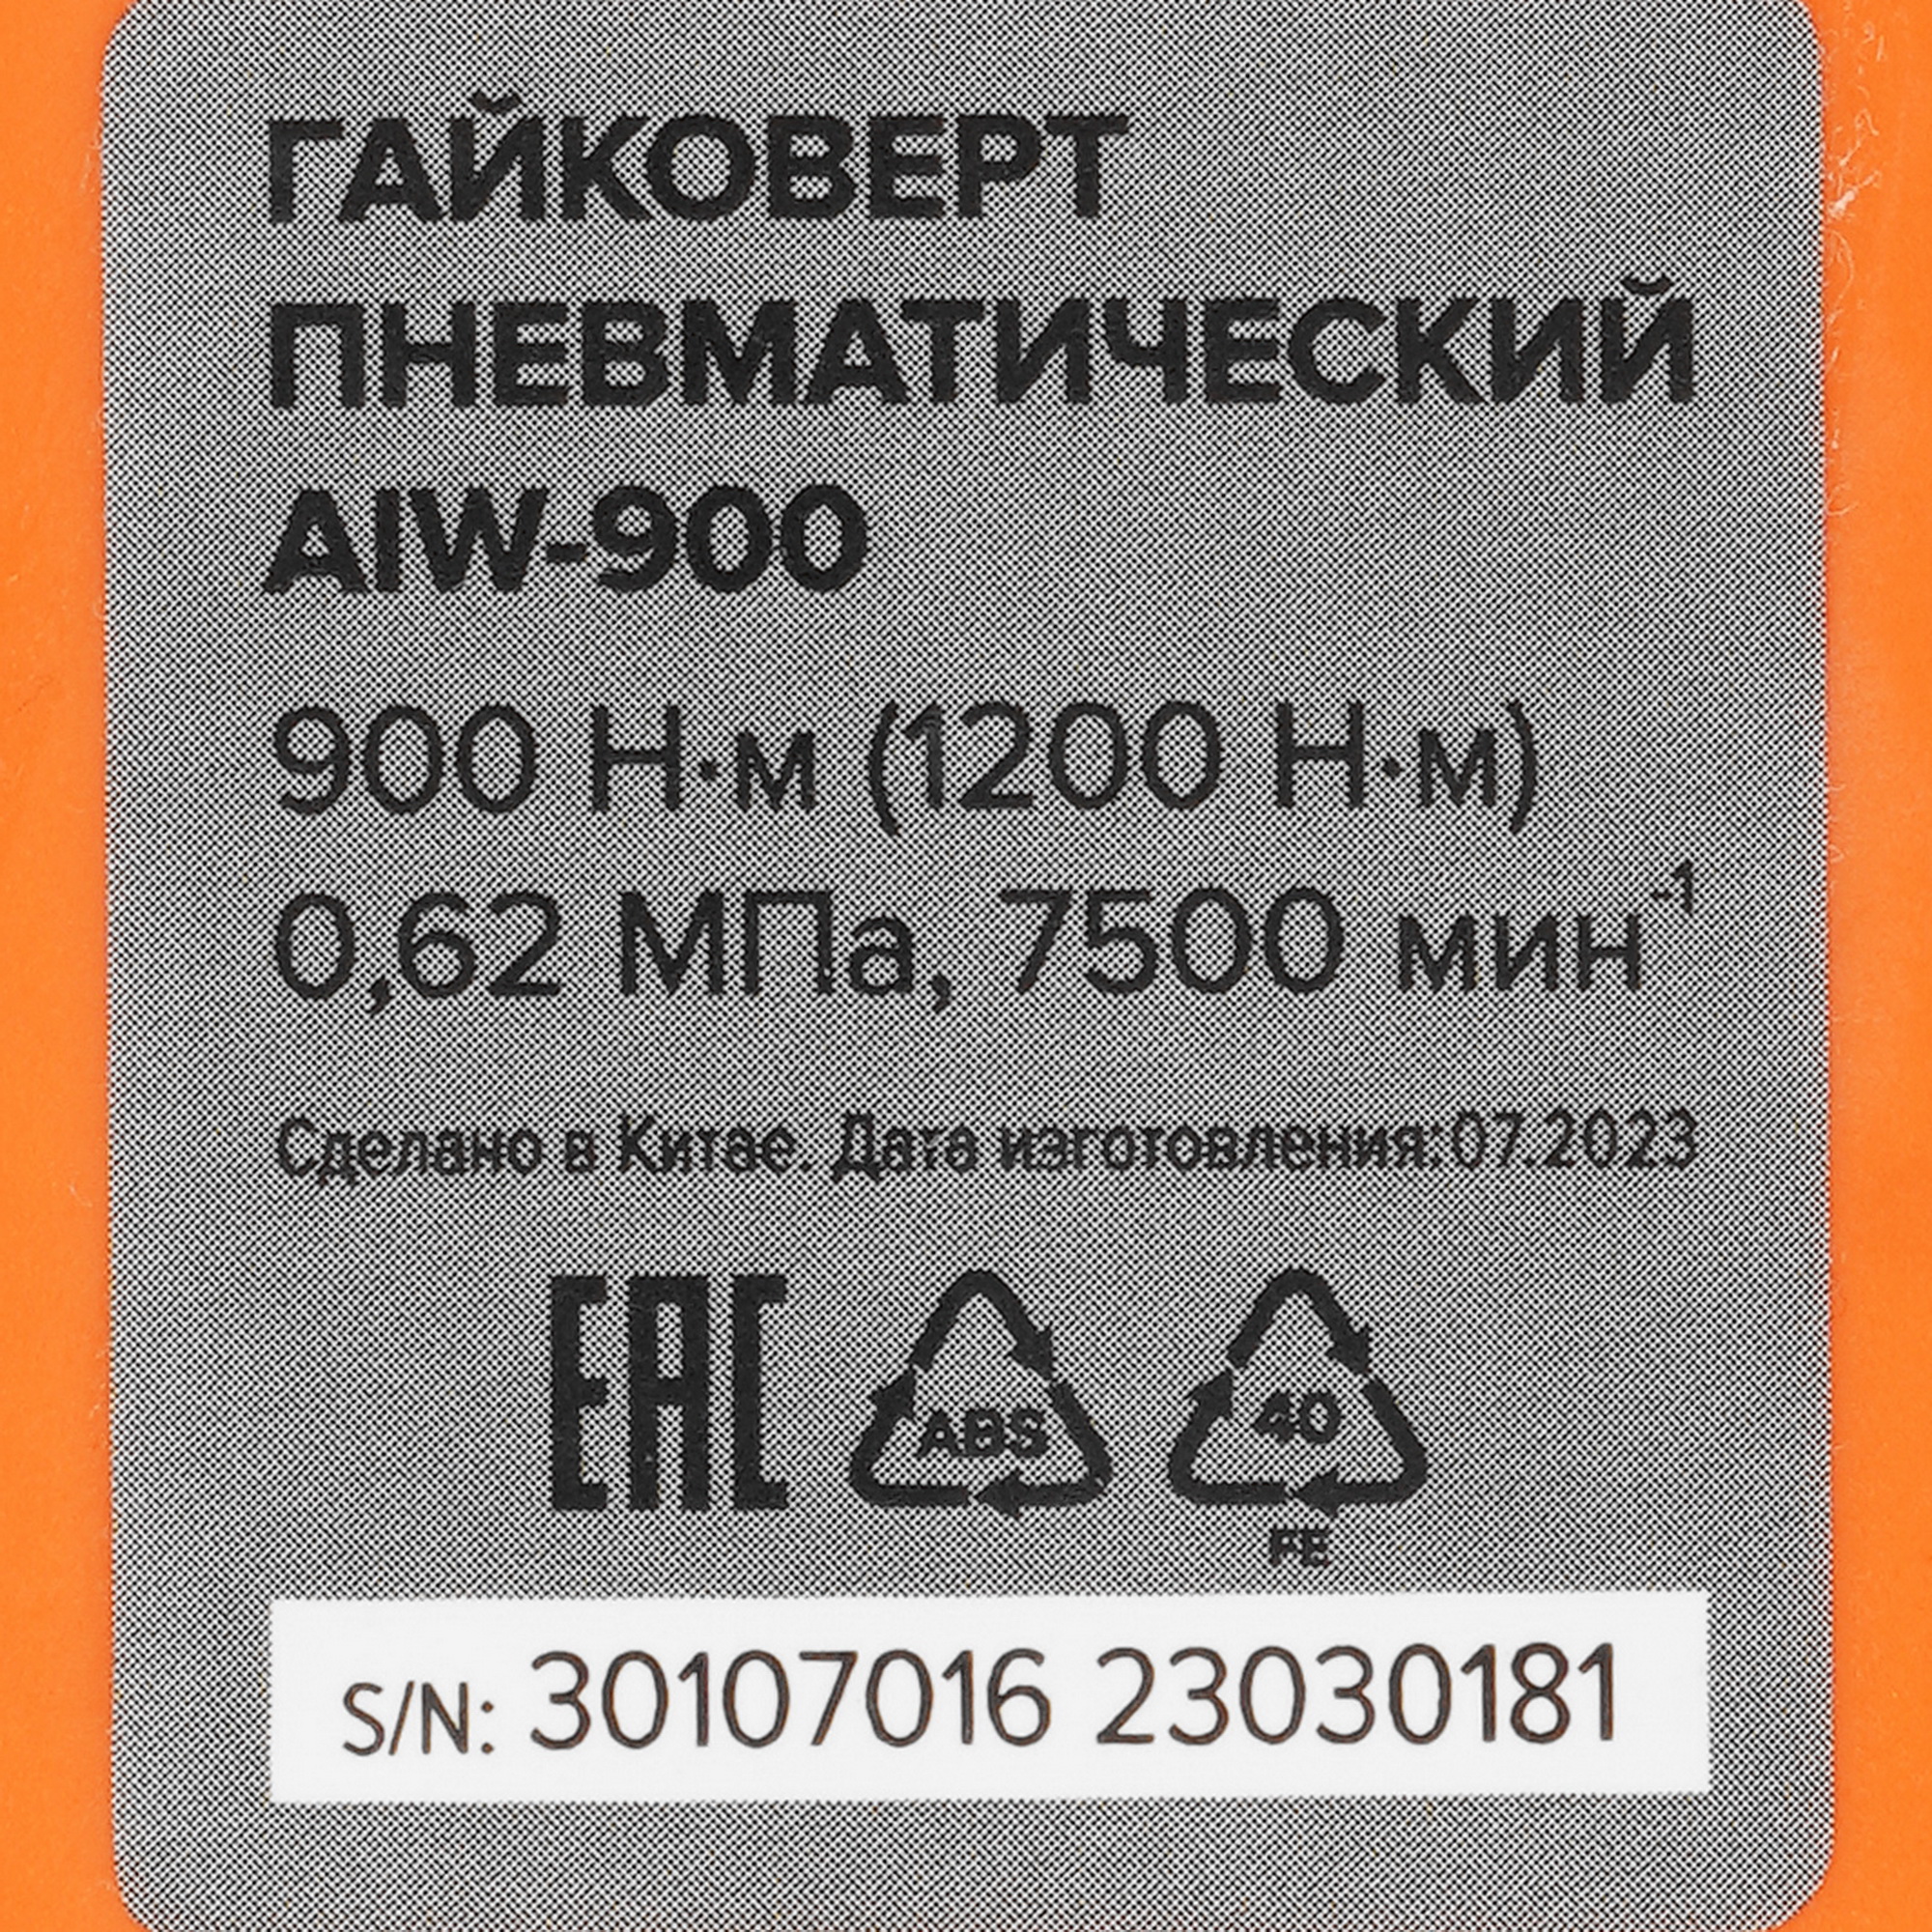 ГАЙКОВЕРТ
ПНЕВМАТИЧЕСКИЙ
AIW-900
900 Н·м (1200 Н·м)
0,62 МПа, 7500 мин⁻¹
Сделано в Китае. Дата изготовления:07.2023
EAC
ABS
40
FE
S/N: 30107016 23030181